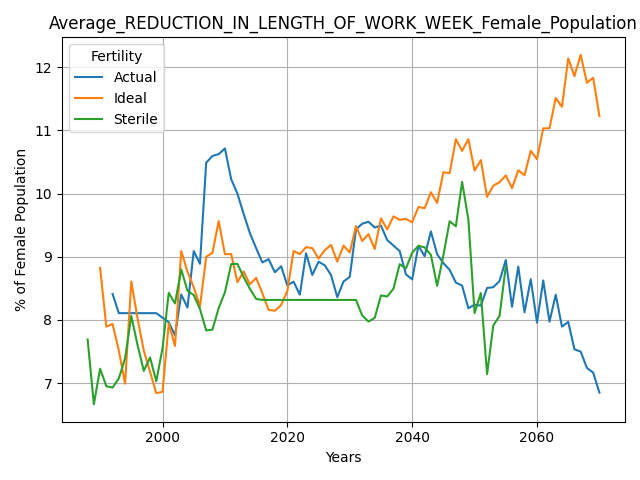 Average_REDUCTION_IN_LENGTH_OF_WORK_WEEK_Female_Population
Fertility
Actual
Ideal
Sterile
12
11
10
9
8
7
% of Female Population
2000
2020
2040
2060
Years